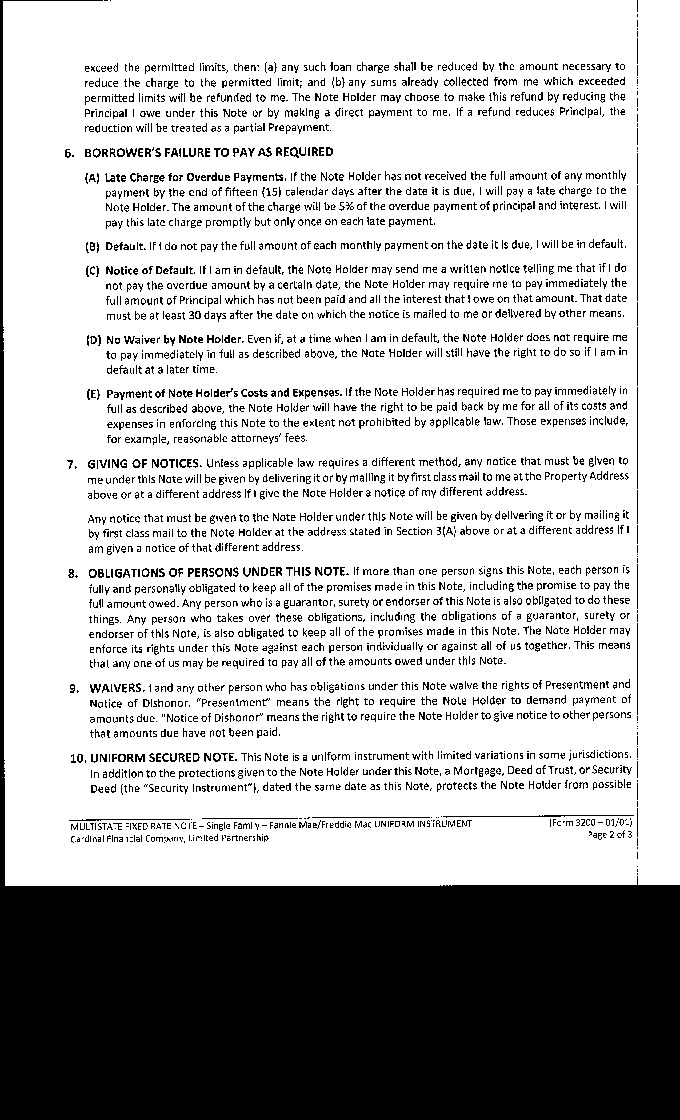 exceed the permitted limits, then: (a) any such loan charge shall be reduced by the amount necessary to
reduce the charge to the permitted limit; and (b) any sums already collected from me which exceeded
permitted limits will be refunded to me. The Note Holder may choose to make this refund by reducing the
Principal I owe under this Note or by making a direct payment to me. If a refund reduces Principal, the
reduction will be treated as a partial Prepayment.
6. BORROWER'S FAILURE TO PAY AS REQUIRED
(A) Late Charge for Overdue Payments. If the Note Holder has not received the full amount of any monthly
payment by the end of fifteen (15) calendar days after the date it is due, I will pay a late charge to the
Note Holder. The amount of the charge will be 5% of the overdue payment of principal and interest. I will
pay this late charge promptly but only once on each late payment.
(B) Default. If I do not pay the full amount of each monthly payment on the date it is due, I will be in default.
(C) Notice of Default. If I am in default, the Note Holder may send me a written notice telling me that if I do
not pay the overdue amount by a certain date, the Note Holder may require me to pay immediately the
full amount of Principal which has not been paid and all the interest that I owe on that amount. That date
must be at least 30 days after the date on which the notice is mailed to me or delivered by other means.
(D) No Waiver by Note Holder. Even if, at a time when I am in default, the Note Holder does not require me
to pay immediately in full as described above, the Note Holder will still have the right to do so if I am in
default at a later time.
(E) Payment of Note Holder's Costs and Expenses. If the Note Holder has required me to pay immediately in
full as described above, the Note Holder will have the right to be paid back by me for all of its costs and
expenses in enforcing this Note to the extent not prohibited by applicable law. Those expenses include,
for example, reasonable attorneys' fees.
7. GIVING OF NOTICES. Unless applicable law requires a different method, any notice that must be given to
me under this Note will be given by delivering it or by mailing it by first class mail to me at the Property Address
above or at a different address if I give the Note Holder a notice of my different address.
Any notice that must be given to the Note Holder under this Note will be given by delivering it or by mailing it
by first class mail to the Note Holder at the address stated in Section 3(A) above or at a different address if I
am given a notice of that different address.
8. OBLIGATIONS OF PERSONS UNDER THIS NOTE. If more than one person signs this Note, each person is
fully and personally obligated to keep all of the promises made in this Note, including the promise to pay the
full amount owed. Any person who is a guarantor, surety or endorser of this Note is also obligated to do these
things. Any person who takes over these obligations, including the obligations of a guarantor, surety or
endorser of this Note, is also obligated to keep all of the promises made in this Note. The Note Holder may
enforce its rights under this Note against each person individually or against all of us together. This means
that any one of us may be required to pay all of the amounts owed under this Note.
9. WAIVERS. I and any other person who has obligations under this Note waive the rights of Presentment and
Notice of Dishonor. "Presentment" means the right to require the Note Holder to demand payment of
amounts due. "Notice of Dishonor" means the right to require the Note Holder to give notice to other persons
that amounts due have not been paid.
10. UNIFORM SECURED NOTE. This Note is a uniform instrument with limited variations in some jurisdictions.
In addition to the protections given to the Note Holder under this Note, a Mortgage, Deed of Trust, or Security
Deed (the "Security Instrument"), dated the same date as this Note, protects the Note Holder from possible
MULTISTATE FIXED RATE NOTE – Single Family – Fannie Mae/Freddie Mac UNIFORM INSTRUMENT (Form 3200 – 01/01)
Cardinal Financial Company, Limited Partnership Page 2 of 3